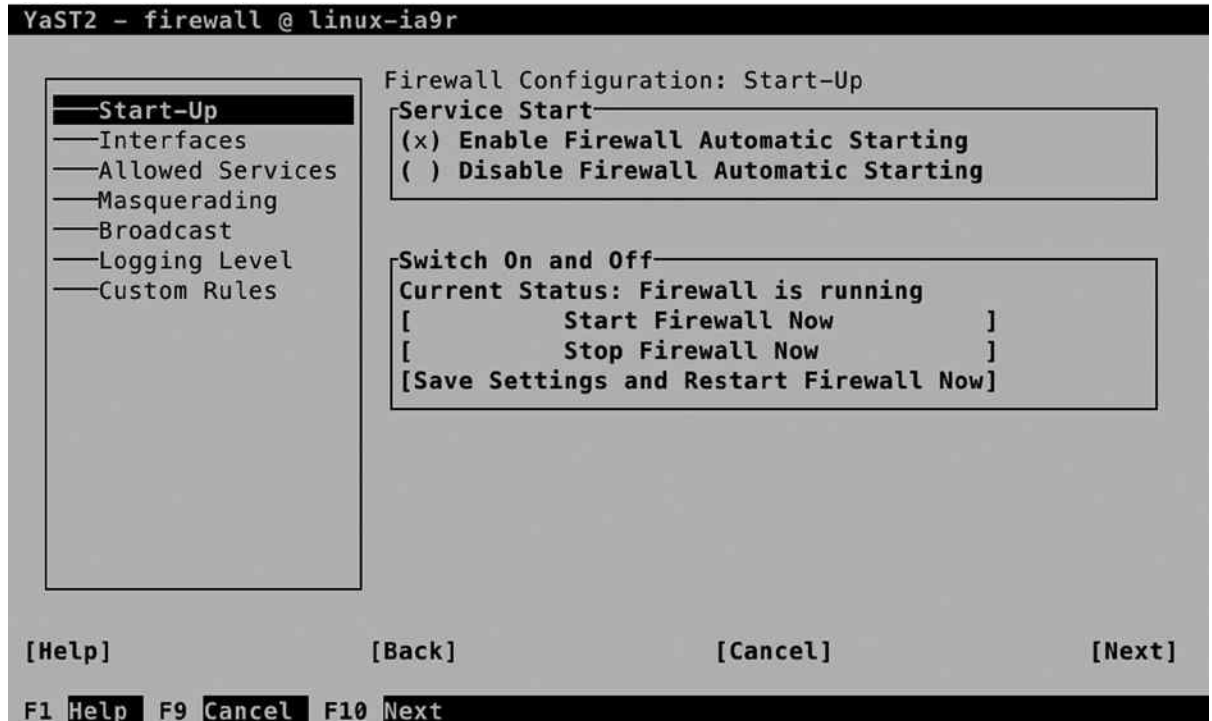 YaST2 – firewall @ linux–ia9r
Start–Up
Interfaces
Allowed Services
Masquerading
Broadcast
Logging Level
Custom Rules
Firewall Configuration: Start–Up
Service Start
(x) Enable Firewall Automatic Starting
( ) Disable Firewall Automatic Starting
Switch On and Off
Current Status: Firewall is running
[ Start Firewall Now ]
[ Stop Firewall Now ]
[Save Settings and Restart Firewall Now]
[Help] [Back] [Cancel] [Next]
F1 Help F9 Cancel F10 Next